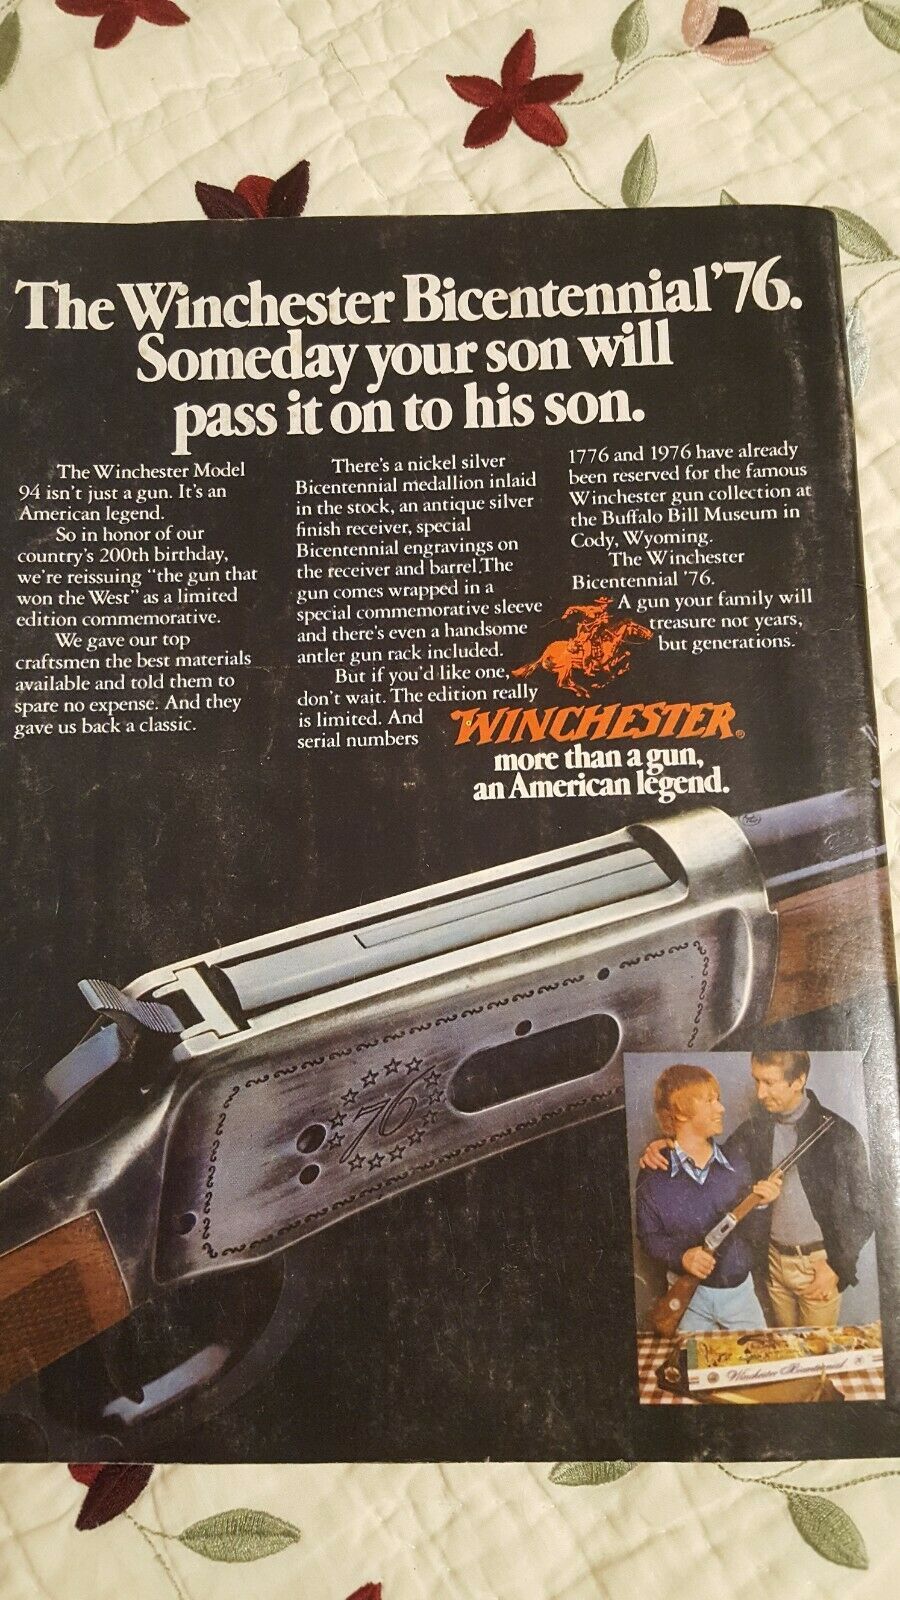 The Winchester Bicentennial '76.
Someday your son will
pass it on to his son.
The Winchester Model
94 isn't just a gun. It's an
American legend.
So in honor of our
country's 200th birthday,
we're reissuing "the gun that
won the West" as a limited
edition commemorative.
We gave our top
craftsmen the best materials
available and told them to
spare no expense. And they
gave us back a classic.
There's a nickel silver
Bicentennial medallion inlaid
in the stock, an antique silver
finish receiver, special
Bicentennial engravings on
the receiver and barrel. The
gun comes wrapped in a
special commemorative sleeve
and there's even a handsome
antler gun rack included.
But if you'd like one,
don't wait. The edition really
is limited. And
serial numbers
1776 and 1976 have already
been reserved for the famous
Winchester gun collection at
the Buffalo Bill Museum in
Cody, Wyoming.
The Winchester
Bicentennial '76.
A gun your family will
treasure not years,
but generations.
WINCHESTER®
more than a gun,
an American legend.
76
Winchester Bicentennial